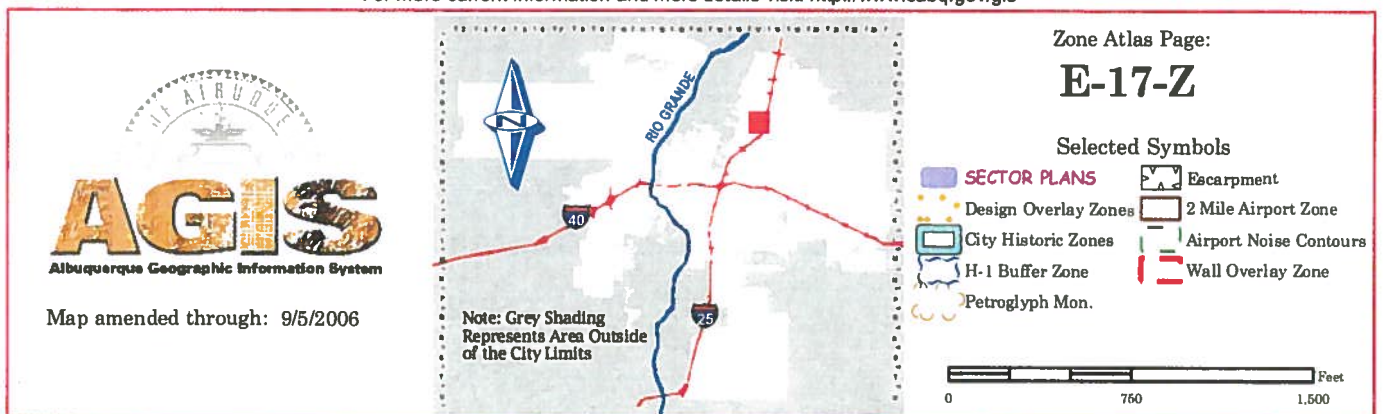 AGIS
Albuquerque Geographic Information System
Map amended through: 9/5/2006
N
RIO GRANDE
40
25
Note: Grey Shading
Represents Area Outside
of the City Limits
Zone Atlas Page:
E-17-Z
Selected Symbols
SECTOR PLANS
Design Overlay Zones
City Historic Zones
H-1 Buffer Zone
Petroglyph Mon.
Escarpment
2 Mile Airport Zone
Airport Noise Contours
Wall Overlay Zone
Feet
0
750
1,500